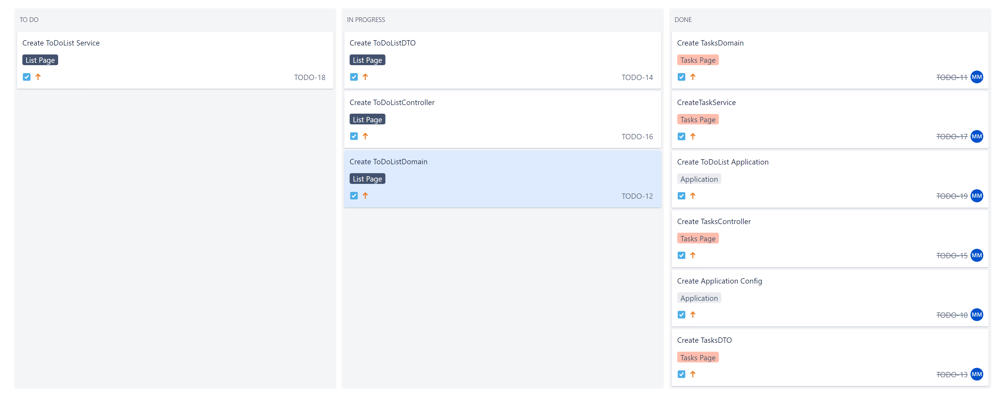 TO DO
Create ToDoList Service
List Page
TODO-18
IN PROGRESS
Create ToDoListDTO
List Page
TODO-14
Create ToDoListController
List Page
TODO-16
Create ToDoListDomain
List Page
TODO-12
DONE
Create TasksDomain
Tasks Page
TODO-11 MM
CreateTaskService
Tasks Page
TODO-17 MM
Create ToDoList Application
Application
TODO-19 MM
Create TasksController
Tasks Page
TODO-15 MM
Create Application Config
Application
TODO-10 MM
Create TasksDTO
Tasks Page
TODO-13 MM